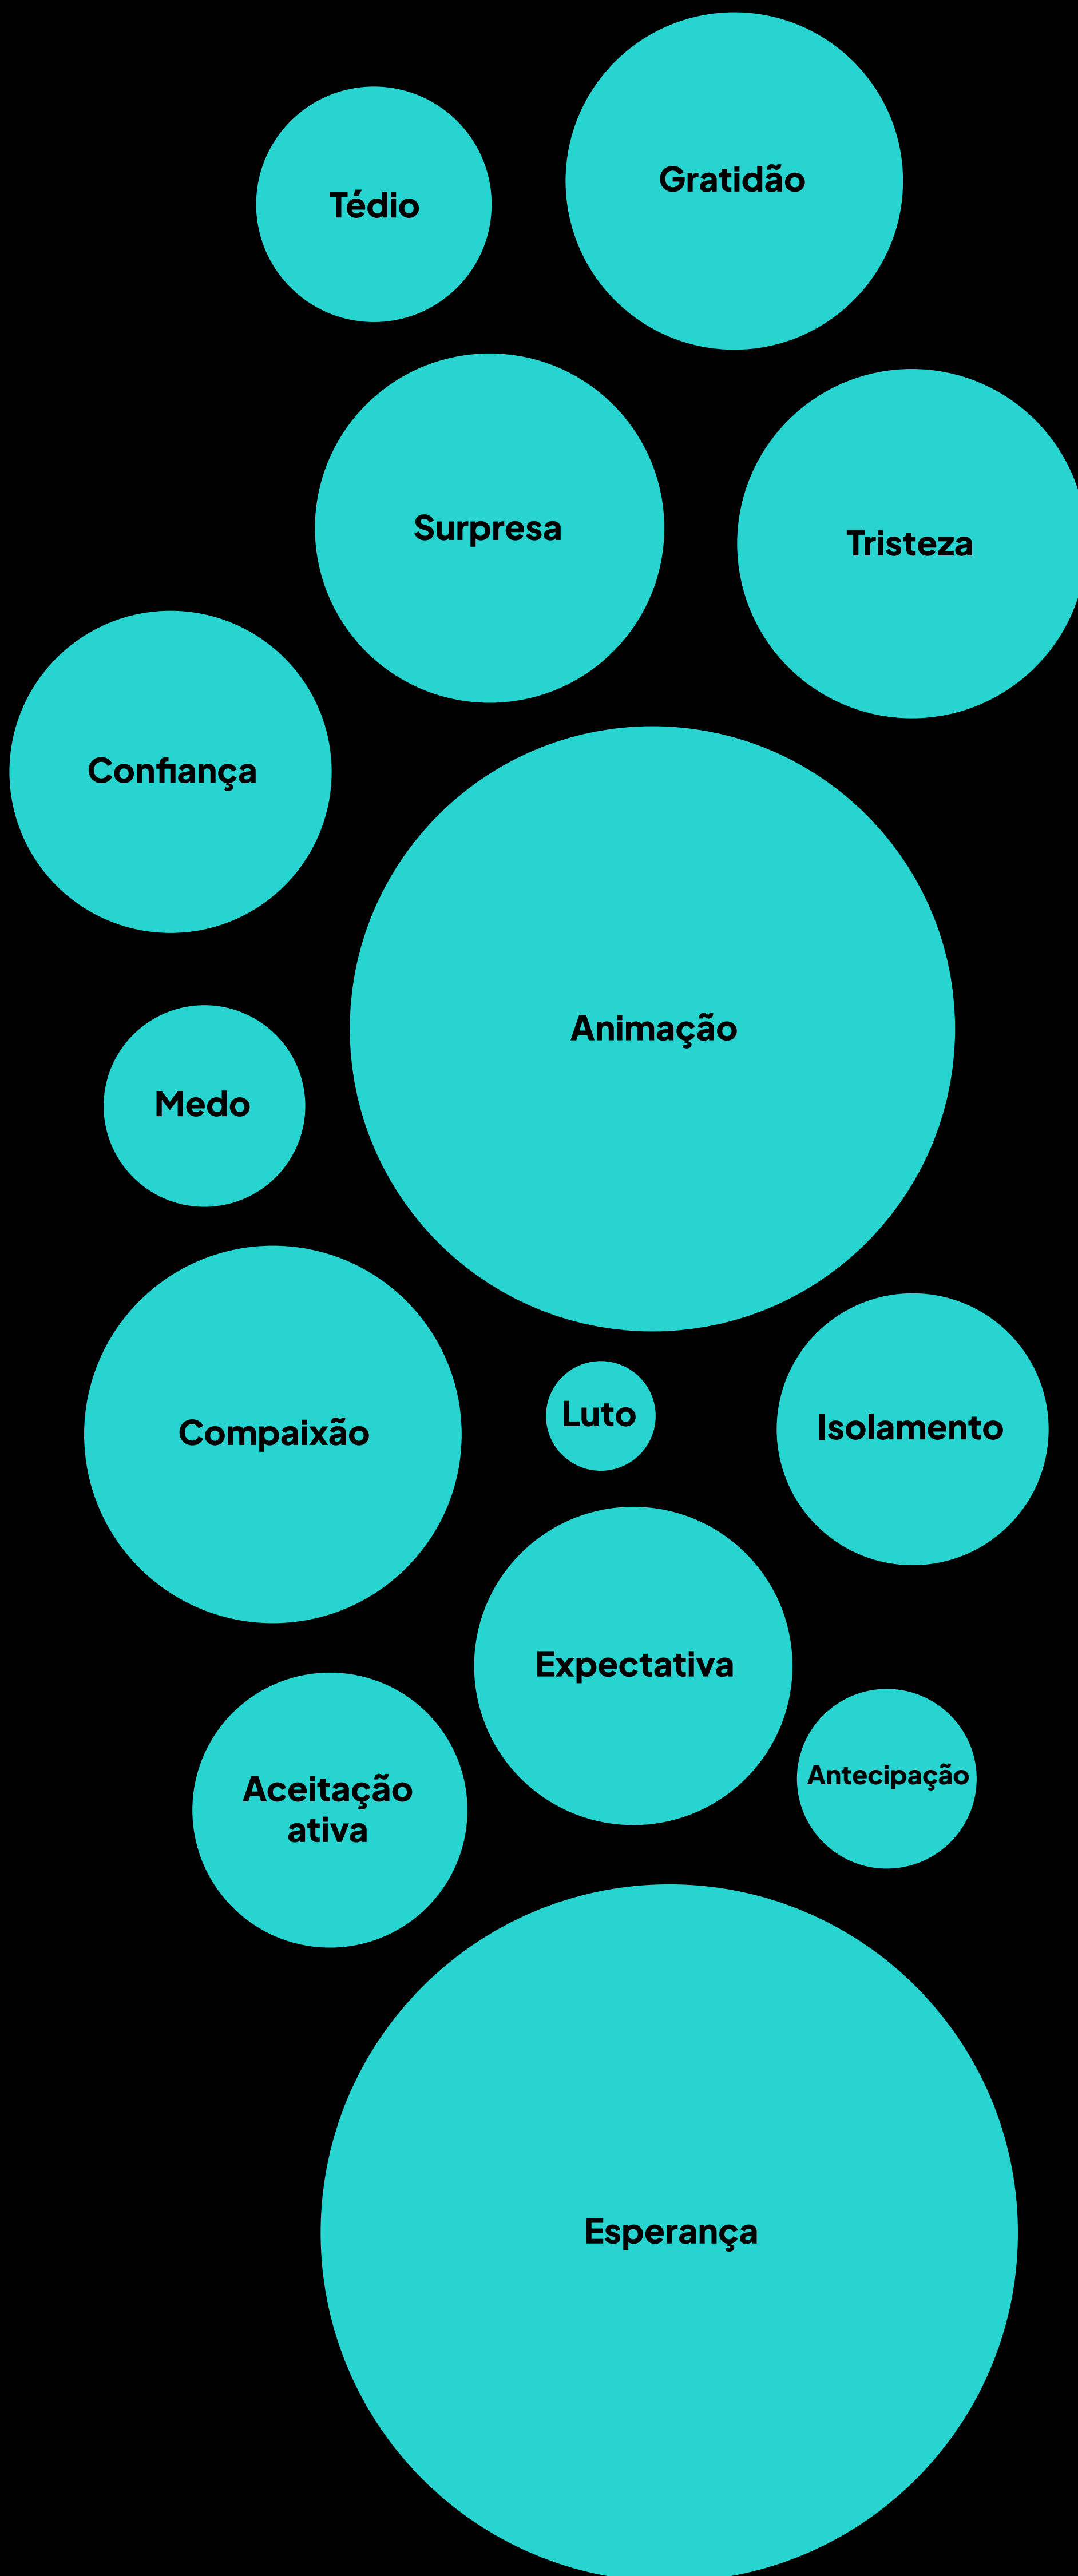 Tédio
Gratidão
Surpresa
Tristeza
Confiança
Animação
Medo
Compaixão
Luto
Isolamento
Expectativa
Antecipação
Aceitação
ativa
Esperança